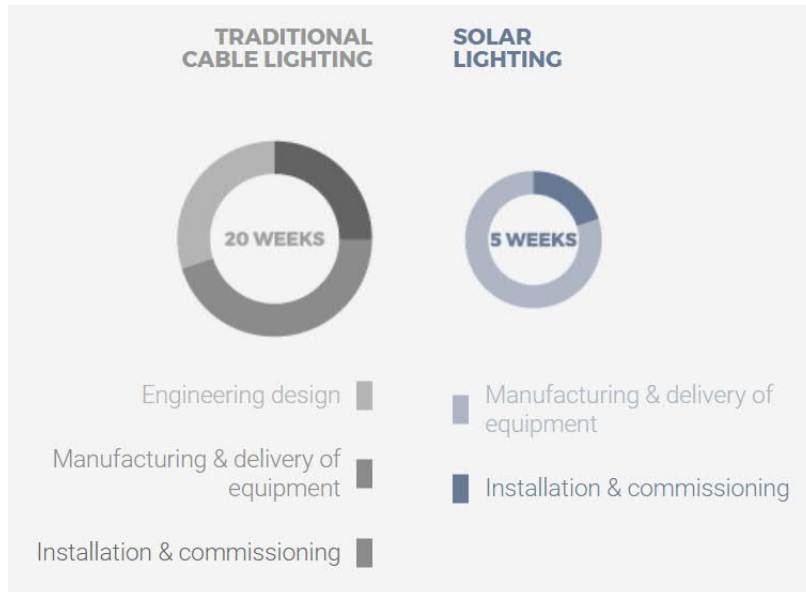 TRADITIONAL
CABLE LIGHTING
SOLAR
LIGHTING
20 WEEKS
5 WEEKS
Engineering design
Manufacturing & delivery of
equipment
Installation & commissioning
Manufacturing & delivery of
equipment
Installation & commissioning